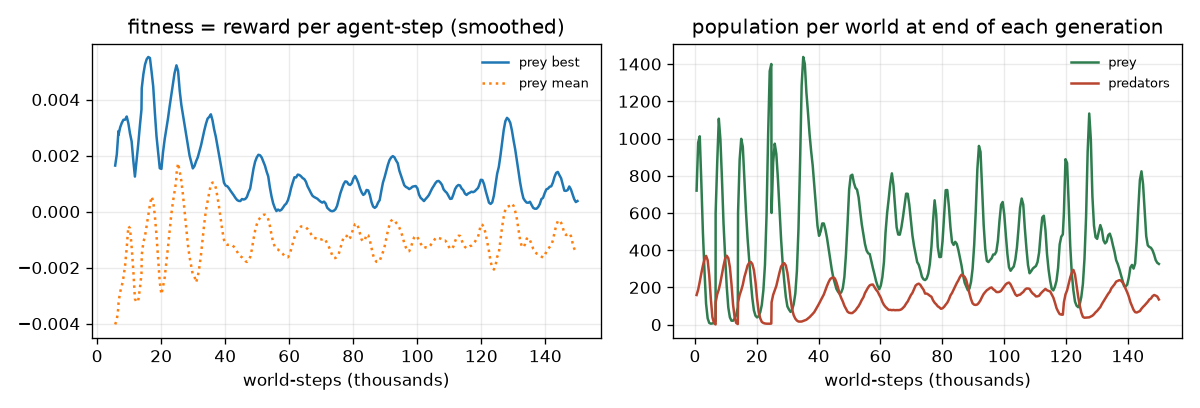 fitness = reward per agent-step (smoothed)
prey best
prey mean
0.004
0.002
0.000
−0.002
−0.004
0 20 40 60 80 100 120 140
world-steps (thousands)
population per world at end of each generation
prey
predators
1400
1200
1000
800
600
400
200
0
0 20 40 60 80 100 120 140
world-steps (thousands)